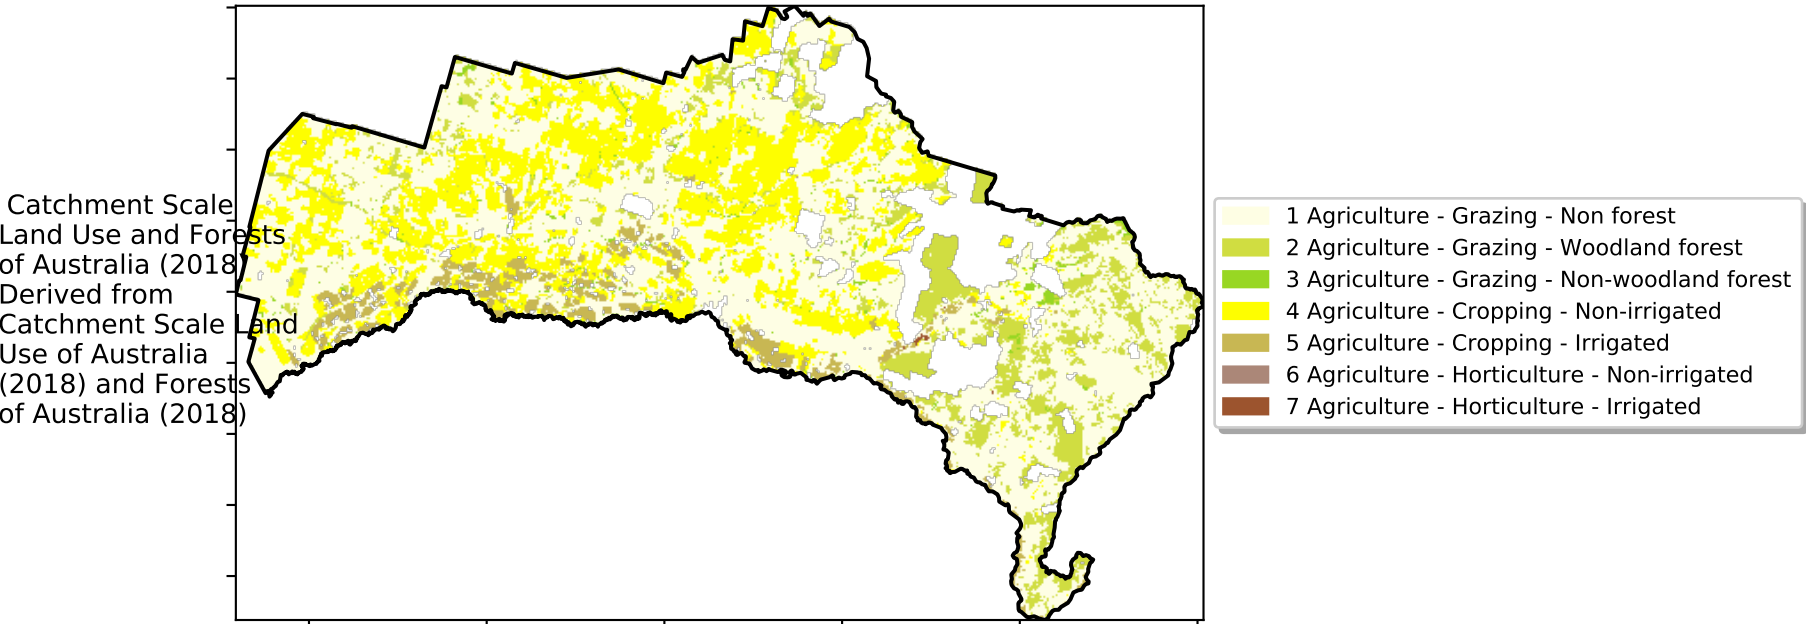 Catchment Scale
Land Use and Forests
of Australia (2018)
Derived from
Catchment Scale Land
Use of Australia
(2018) and Forests
of Australia (2018)
1 Agriculture - Grazing - Non forest
2 Agriculture - Grazing - Woodland forest
3 Agriculture - Grazing - Non-woodland forest
4 Agriculture - Cropping - Non-irrigated
5 Agriculture - Cropping - Irrigated
6 Agriculture - Horticulture - Non-irrigated
7 Agriculture - Horticulture - Irrigated